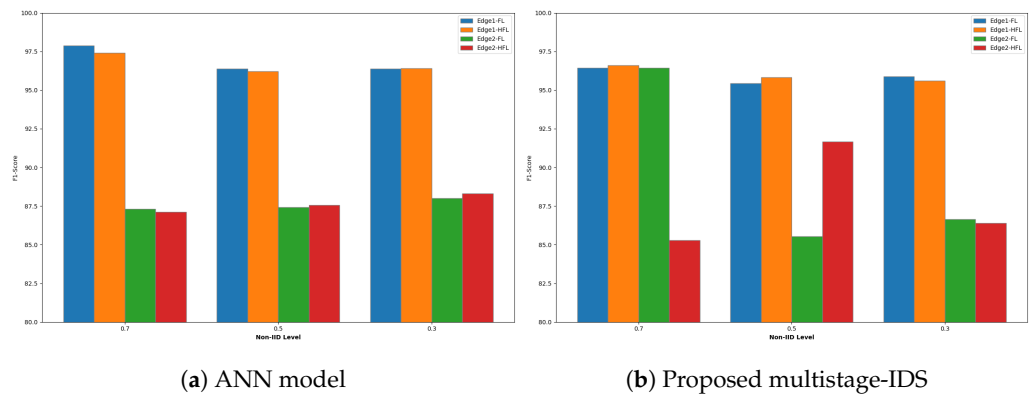 100.0
97.5
95.0
92.5
90.0
87.5
85.0
82.5
80.0
F1-Score
0.7
0.5
0.3
Non-IID Level
Edge1-FL
Edge1-HFL
Edge2-FL
Edge2-HFL
(a) ANN model
100.0
97.5
95.0
92.5
90.0
87.5
85.0
82.5
80.0
F1-Score
0.7
0.5
0.3
Non-IID Level
Edge1-FL
Edge1-HFL
Edge2-FL
Edge2-HFL
(b) Proposed multistage-IDS